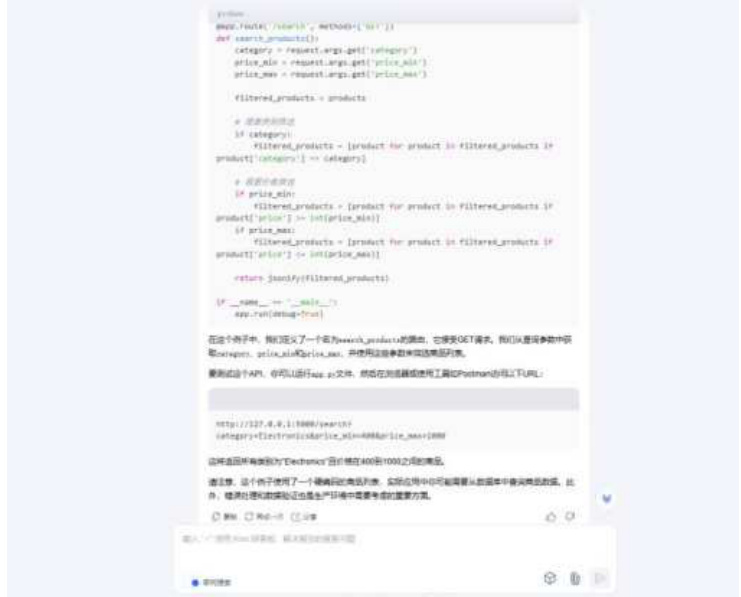 python
@app.route('/search', methods=['GET'])
def search_products():
category = request.args.get('category')
price_min = request.args.get('price_min')
price_max = request.args.get('price_max')
filtered_products = products
# 根据类别筛选
if category:
filtered_products = [product for product in filtered_products if
product['category'] == category]
# 根据价格筛选
if price_min:
filtered_products = [product for product in filtered_products if
product['price'] >= int(price_min)]
if price_max:
filtered_products = [product for product in filtered_products if
product['price'] <= int(price_max)]
return jsonify(filtered_products)
if __name__ == '__main__':
app.run(debug=True)
在这个例子中，我们定义了一个名为search_products的路由，它接受GET请求。我们从查询参数中获
取category、price_min和price_max，并使用这些参数来筛选商品列表。
要测试这个API，你可以运行app.py文件，然后在浏览器或使用工具如Postman访问以下URL：
http://127.0.0.1:5000/search?
category=Electronics&price_min=400&price_max=1000
这将返回所有类别为"Electronics"且价格在400到1000之间的商品。
请注意，这个例子使用了一个硬编码的商品列表，实际应用中你可能需要从数据库中查询商品数据。此
外，错误处理和数据验证也是生产环境中需要考虑的重要方面。
复制 再试一次 分享
联网搜索